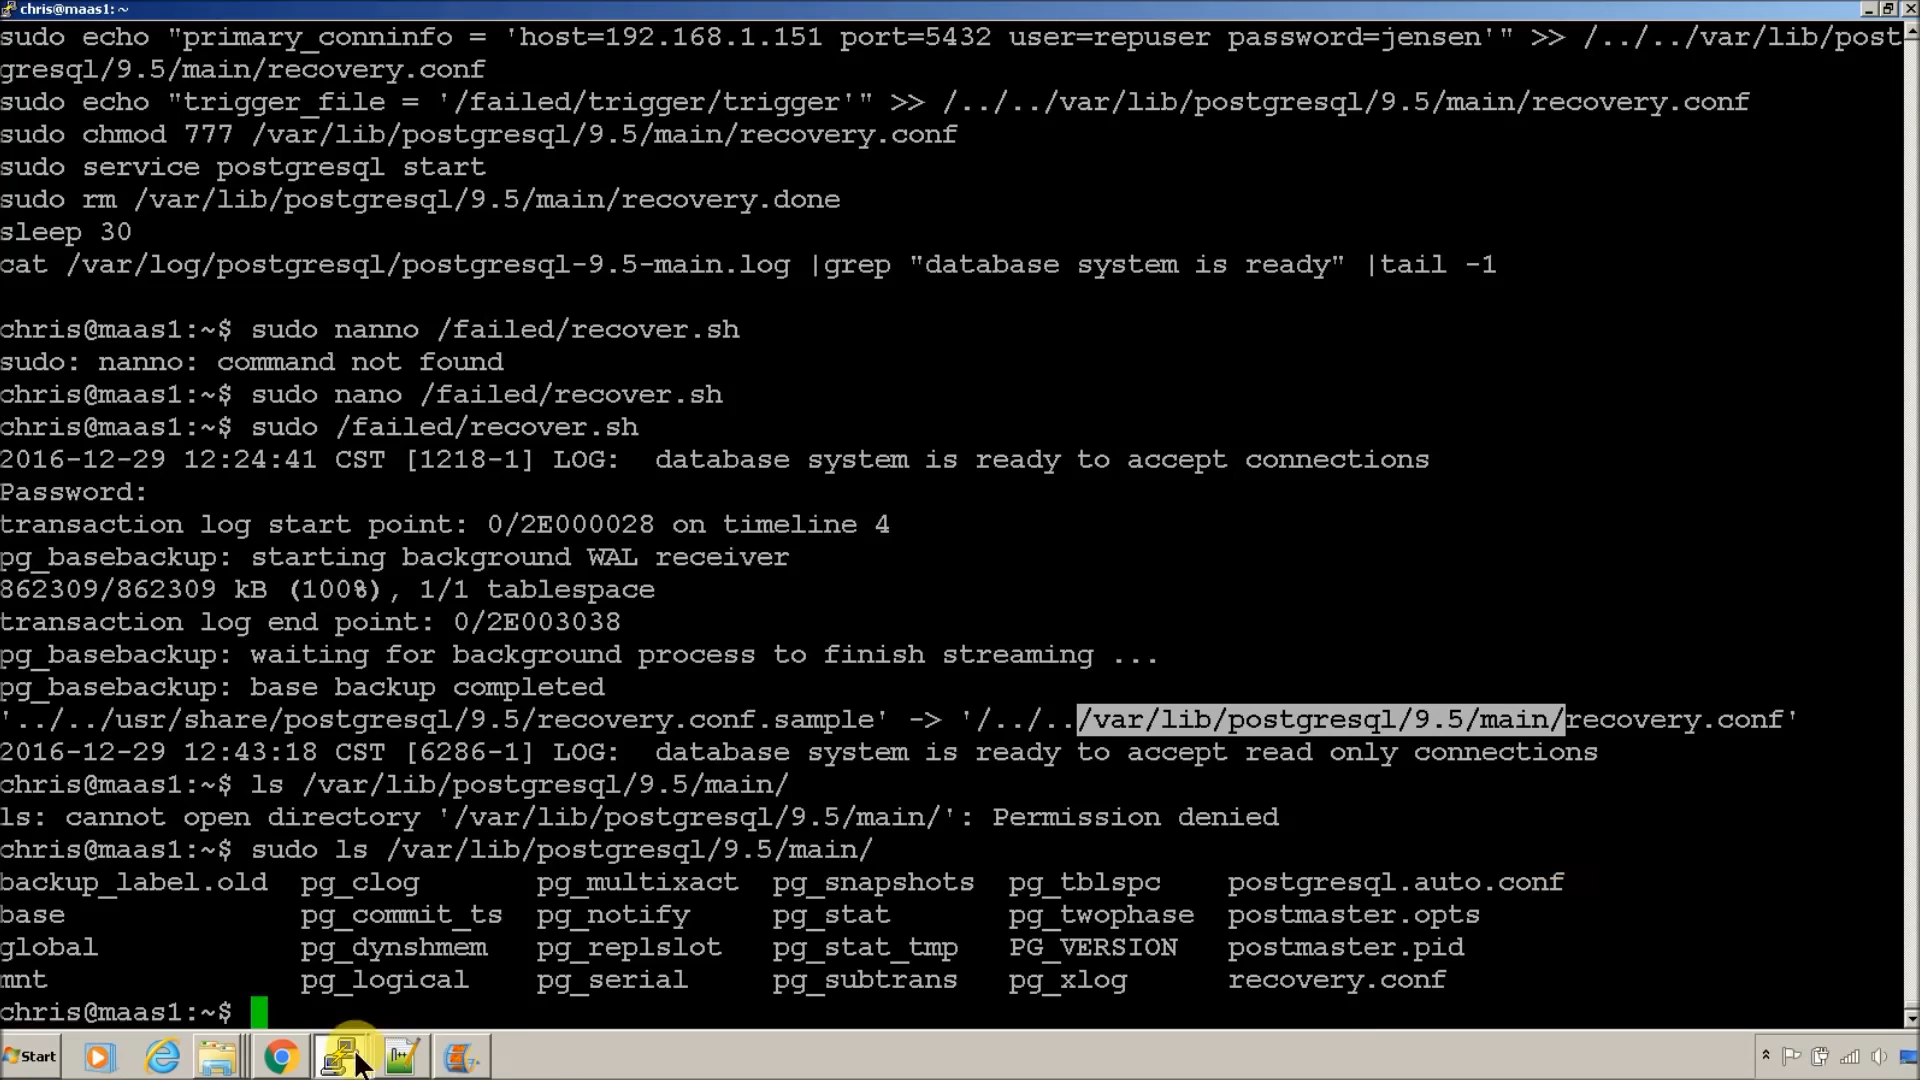 chris@maas1: ~
sudo echo "primary_conninfo = 'host=192.168.1.151 port=5432 user=repuser password=jensen'" >> /../../var/lib/post
gresql/9.5/main/recovery.conf
sudo echo "trigger_file = '/failed/trigger/trigger'" >> /../../var/lib/postgresql/9.5/main/recovery.conf
sudo chmod 777 /var/lib/postgresql/9.5/main/recovery.conf
sudo service postgresql start
sudo rm /var/lib/postgresql/9.5/main/recovery.done
sleep 30
cat /var/log/postgresql/postgresql-9.5-main.log |grep "database system is ready" |tail -1
chris@maas1:~$ sudo nanno /failed/recover.sh
sudo: nanno: command not found
chris@maas1:~$ sudo nano /failed/recover.sh
chris@maas1:~$ sudo /failed/recover.sh
2016-12-29 12:24:41 CST [1218-1] LOG:  database system is ready to accept connections
Password:
transaction log start point: 0/2E000028 on timeline 4
pg_basebackup: starting background WAL receiver
862309/862309 kB (100%), 1/1 tablespace
transaction log end point: 0/2E003038
pg_basebackup: waiting for background process to finish streaming ...
pg_basebackup: base backup completed
'../../usr/share/postgresql/9.5/recovery.conf.sample' -> '/../../var/lib/postgresql/9.5/main/recovery.conf'
2016-12-29 12:43:18 CST [6286-1] LOG:  database system is ready to accept read only connections
chris@maas1:~$ ls /var/lib/postgresql/9.5/main/
ls: cannot open directory '/var/lib/postgresql/9.5/main/': Permission denied
chris@maas1:~$ sudo ls /var/lib/postgresql/9.5/main/
backup_label.old  pg_clog       pg_multixact  pg_snapshots  pg_tblspc    postgresql.auto.conf
base              pg_commit_ts  pg_notify     pg_stat       pg_twophase  postmaster.opts
global            pg_dynshmem   pg_replslot   pg_stat_tmp   PG_VERSION   postmaster.pid
mnt               pg_logical    pg_serial     pg_subtrans   pg_xlog      recovery.conf
chris@maas1:~$
Start